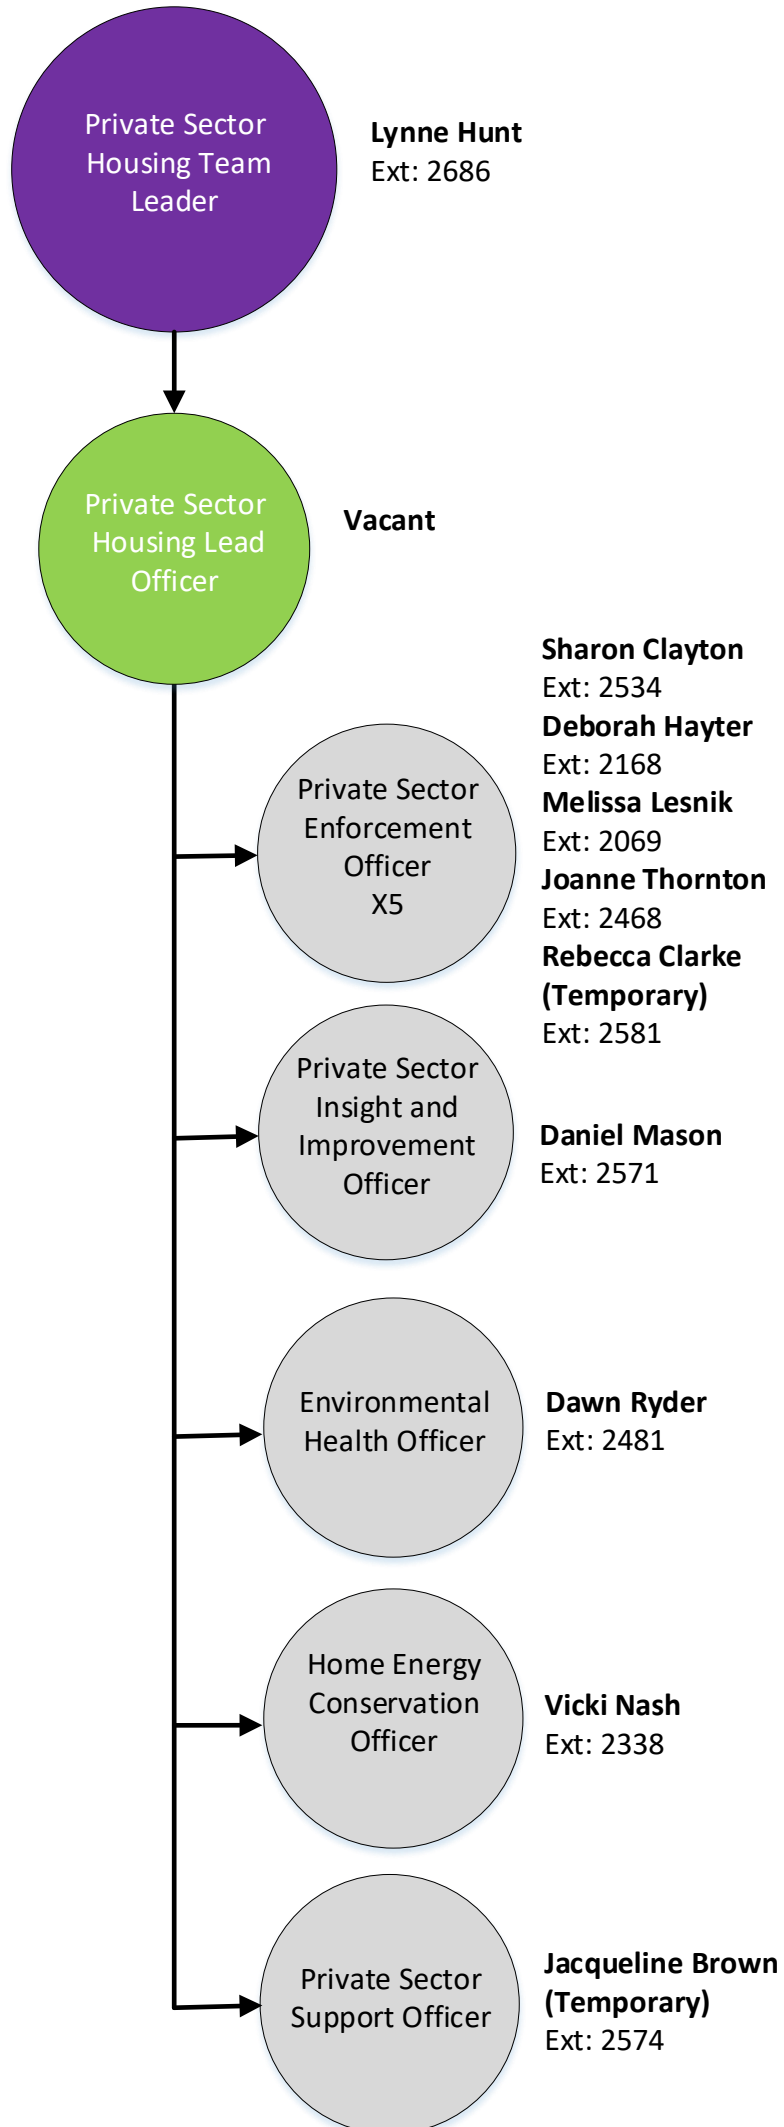 Private Sector
Housing Team
Leader
Lynne Hunt
Ext: 2686
Private Sector
Housing Lead
Officer
Vacant
Private Sector
Enforcement
Officer
X5
Sharon Clayton
Ext: 2534
Deborah Hayter
Ext: 2168
Melissa Lesnik
Ext: 2069
Joanne Thornton
Ext: 2468
Rebecca Clarke
(Temporary)
Ext: 2581
Private Sector
Insight and
Improvement
Officer
Daniel Mason
Ext: 2571
Environmental
Health Officer
Dawn Ryder
Ext: 2481
Home Energy
Conservation
Officer
Vicki Nash
Ext: 2338
Private Sector
Support Officer
Jacqueline Brown
(Temporary)
Ext: 2574